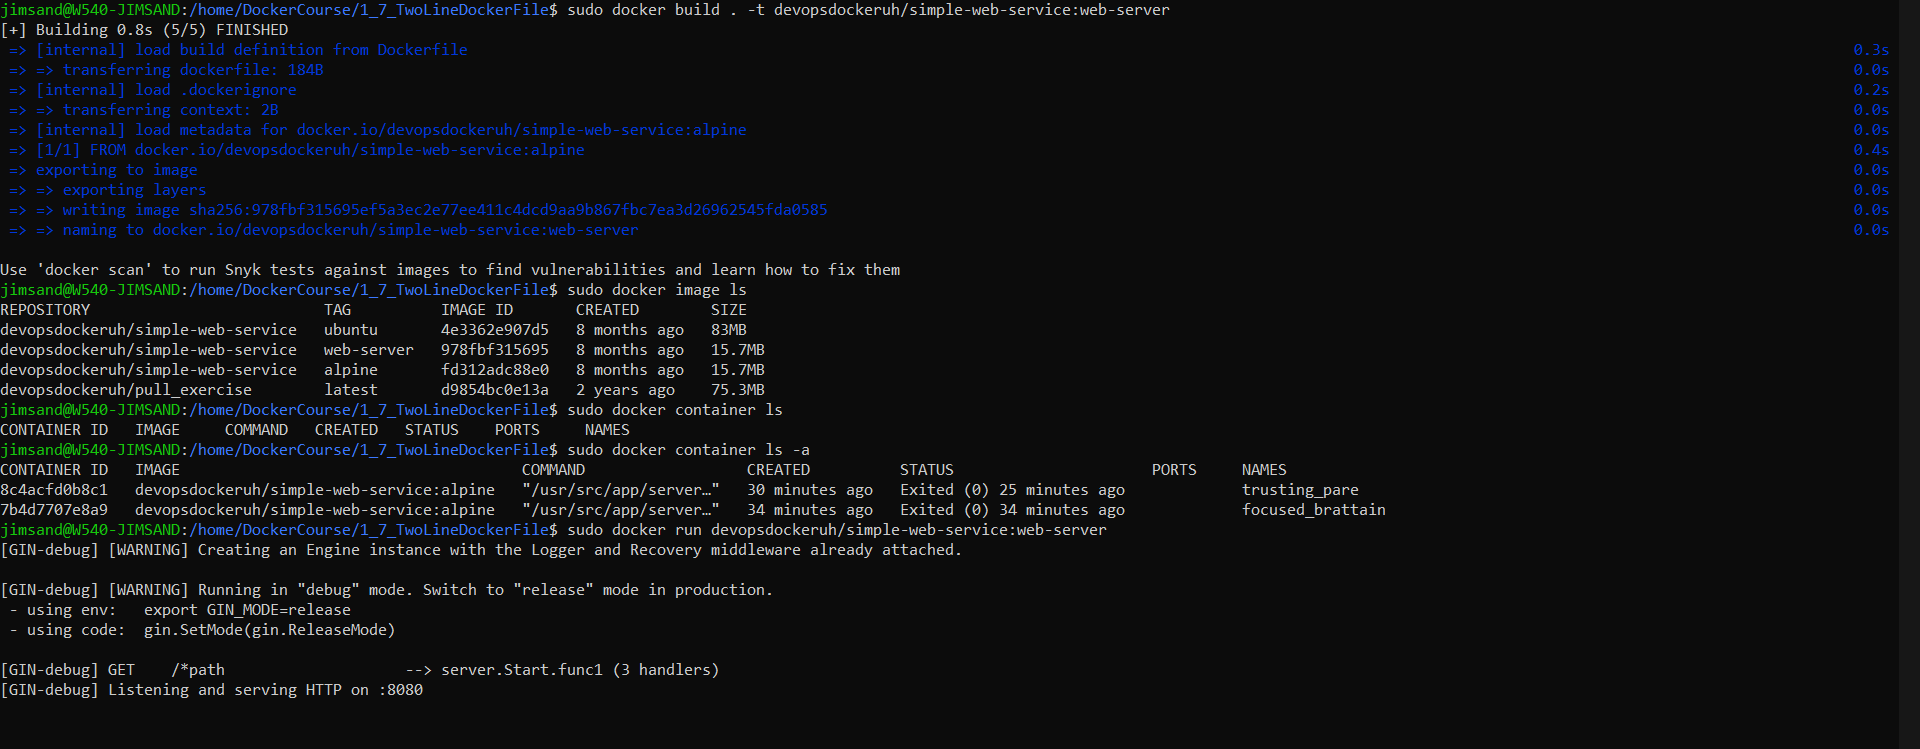 jimsand@W540-JIMSAND:/home/DockerCourse/1_7_TwoLineDockerFile$ sudo docker build . -t devopsdockeruh/simple-web-service:web-server
[+] Building 0.8s (5/5) FINISHED
=> [internal] load build definition from Dockerfile 0.3s
=> => transferring dockerfile: 184B 0.0s
=> [internal] load .dockerignore 0.2s
=> => transferring context: 2B 0.0s
=> [internal] load metadata for docker.io/devopsdockeruh/simple-web-service:alpine 0.0s
=> [1/1] FROM docker.io/devopsdockeruh/simple-web-service:alpine 0.4s
=> exporting to image 0.0s
=> => exporting layers 0.0s
=> => writing image sha256:978fbf315695ef5a3ec2e77ee411c4dcd9aa9b867fbc7ea3d26962545fda0585 0.0s
=> => naming to docker.io/devopsdockeruh/simple-web-service:web-server 0.0s
Use 'docker scan' to run Snyk tests against images to find vulnerabilities and learn how to fix them
jimsand@W540-JIMSAND:/home/DockerCourse/1_7_TwoLineDockerFile$ sudo docker image ls
REPOSITORY TAG IMAGE ID CREATED SIZE
devopsdockeruh/simple-web-service ubuntu 4e3362e907d5 8 months ago 83MB
devopsdockeruh/simple-web-service web-server 978fbf315695 8 months ago 15.7MB
devopsdockeruh/simple-web-service alpine fd312adc88e0 8 months ago 15.7MB
devopsdockeruh/pull_exercise latest d9854bc0e13a 2 years ago 75.3MB
jimsand@W540-JIMSAND:/home/DockerCourse/1_7_TwoLineDockerFile$ sudo docker container ls
CONTAINER ID IMAGE COMMAND CREATED STATUS PORTS NAMES
jimsand@W540-JIMSAND:/home/DockerCourse/1_7_TwoLineDockerFile$ sudo docker container ls -a
CONTAINER ID IMAGE COMMAND CREATED STATUS PORTS NAMES
8c4acfd0b8c1 devopsdockeruh/simple-web-service:alpine "/usr/src/app/server…" 30 minutes ago Exited (0) 25 minutes ago trusting_pare
7b4d7707e8a9 devopsdockeruh/simple-web-service:alpine "/usr/src/app/server…" 34 minutes ago Exited (0) 34 minutes ago focused_brattain
jimsand@W540-JIMSAND:/home/DockerCourse/1_7_TwoLineDockerFile$ sudo docker run devopsdockeruh/simple-web-service:web-server
[GIN-debug] [WARNING] Creating an Engine instance with the Logger and Recovery middleware already attached.
[GIN-debug] [WARNING] Running in "debug" mode. Switch to "release" mode in production.
- using env: export GIN_MODE=release
- using code: gin.SetMode(gin.ReleaseMode)
[GIN-debug] GET /*path --> server.Start.func1 (3 handlers)
[GIN-debug] Listening and serving HTTP on :8080